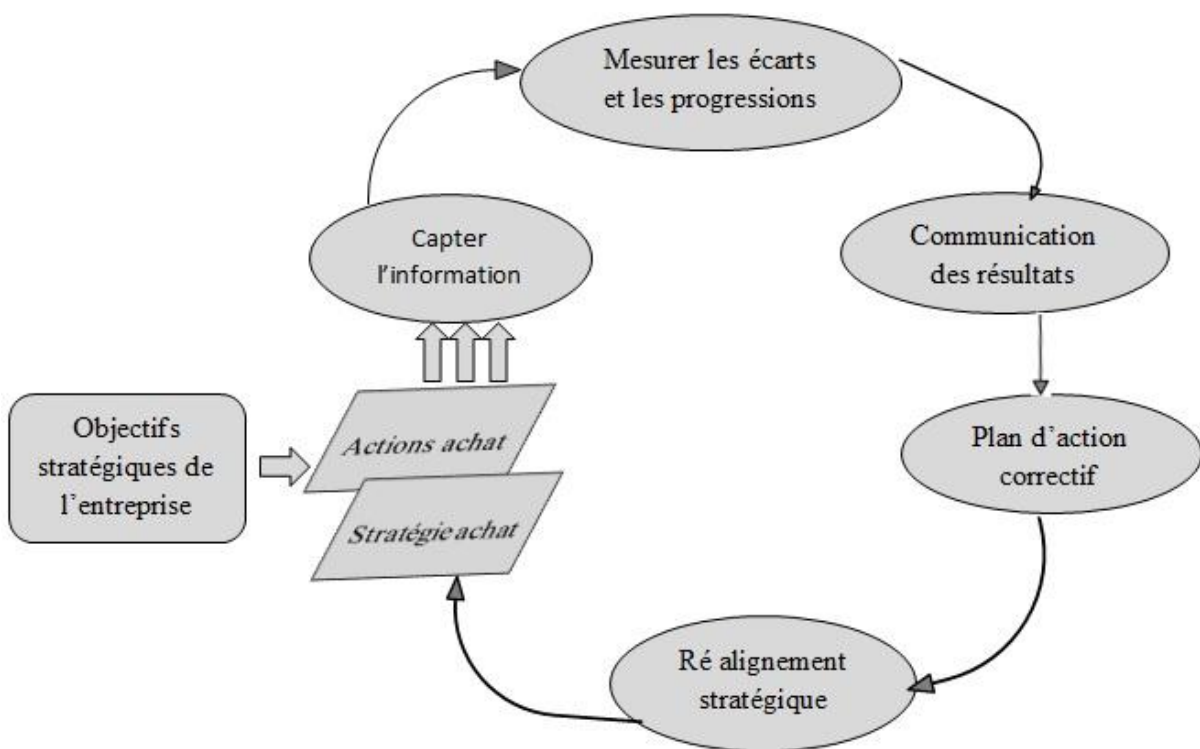 Mesurer les écarts
et les progressions
Capter
l'information
Communication
des résultats
Objectifs
stratégiques de
l'entreprise
Actions achat
Stratégie achat
Plan d'action
correctif
Ré alignement
stratégique